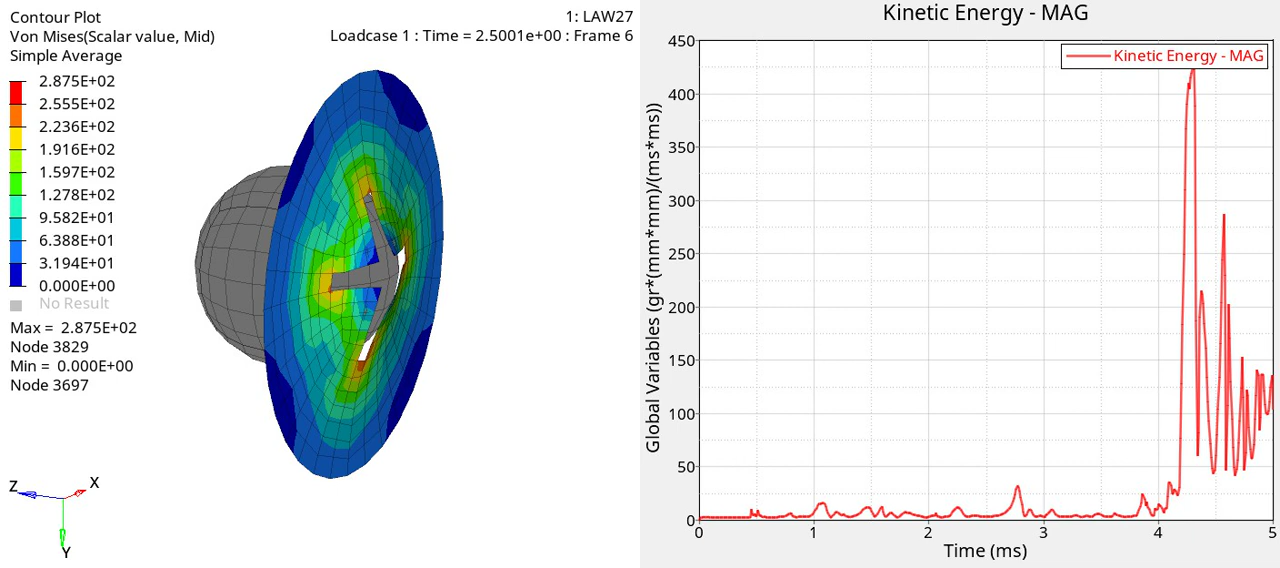 Contour Plot
Von Mises(Scalar value, Mid)
Simple Average
2.875E+02
2.555E+02
2.236E+02
1.916E+02
1.597E+02
1.278E+02
9.582E+01
6.388E+01
3.194E+01
0.000E+00
No Result
Max = 2.875E+02
Node 3829
Min = 0.000E+00
Node 3697
1: LAW27
Loadcase 1 : Time = 2.5001e+00 : Frame 6
Z
X
Y
Kinetic Energy - MAG
Kinetic Energy - MAG
Global Variables (gr*(mm*mm)/(ms*ms))
450
400
350
300
250
200
150
100
50
0
0
1
2
3
4
5
Time (ms)